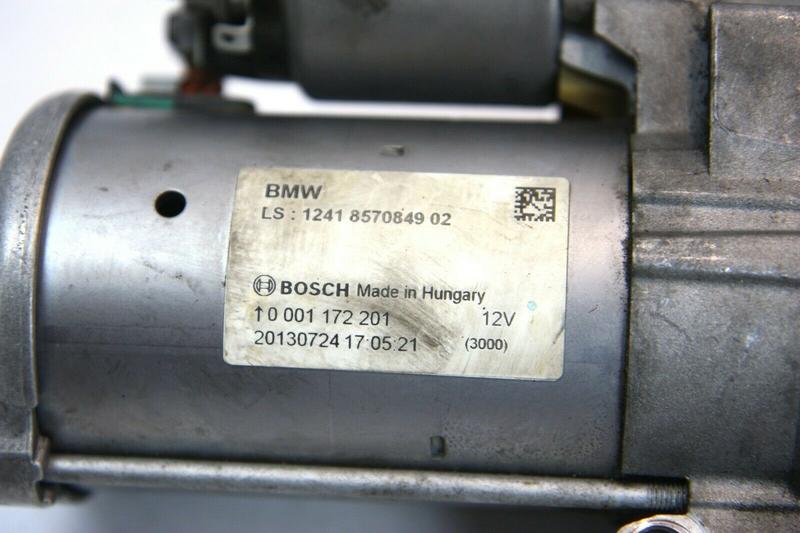 BMW
LS : 1241 8570849 02
BOSCH Made in Hungary
↑0 001 172 201 12V
20130724 17:05:21 (3000)